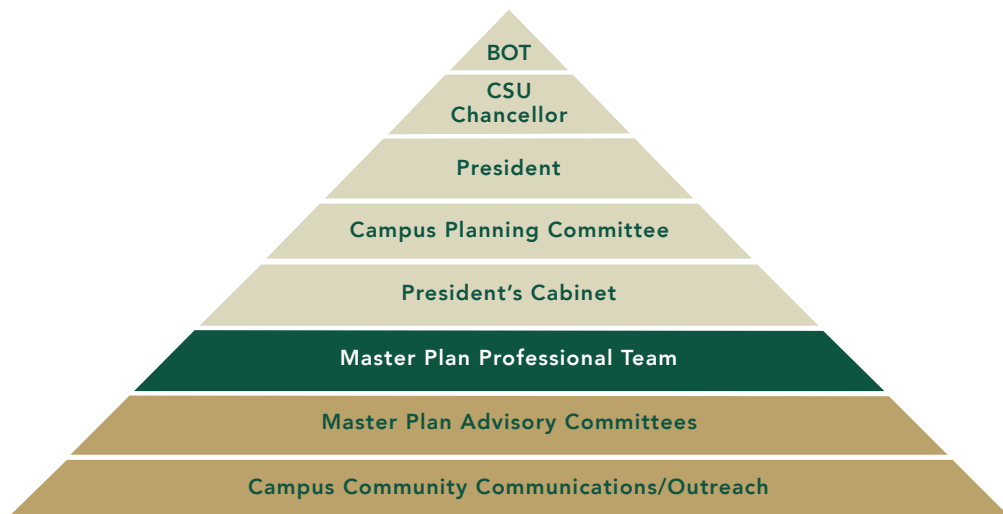 BOT
CSU
Chancellor
President
Campus Planning Committee
President’s Cabinet
Master Plan Professional Team
Master Plan Advisory Committees
Campus Community Communications/Outreach